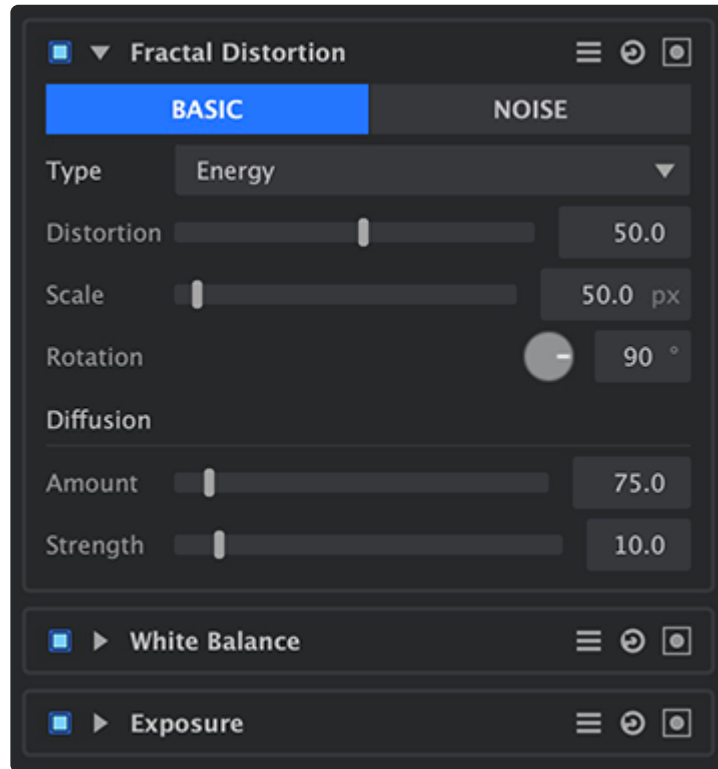 Fractal Distortion
BASIC NOISE
Type Energy
Distortion 50.0
Scale 50.0 px
Rotation 90 °
Diffusion
Amount 75.0
Strength 10.0
White Balance
Exposure